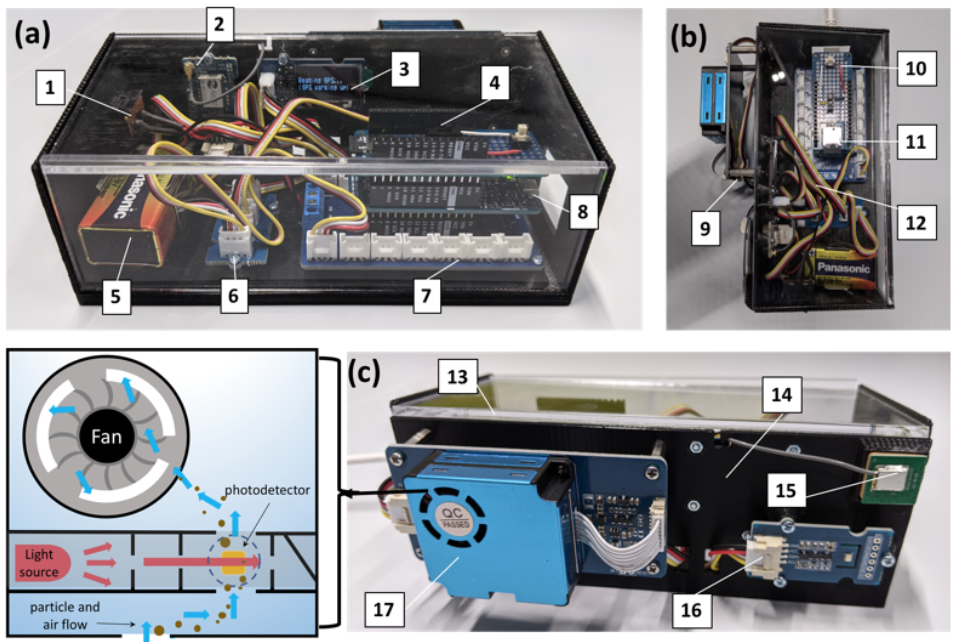 (a)
1
2
3
4
5
6
7
8
Reading GPS...
(GPS warming up)
Panasonic
(b)
9
10
11
12
Panasonic
(c)
13
14
15
16
17
QC
PASSED
Fan
photodetector
Light
source
particle and
air flow